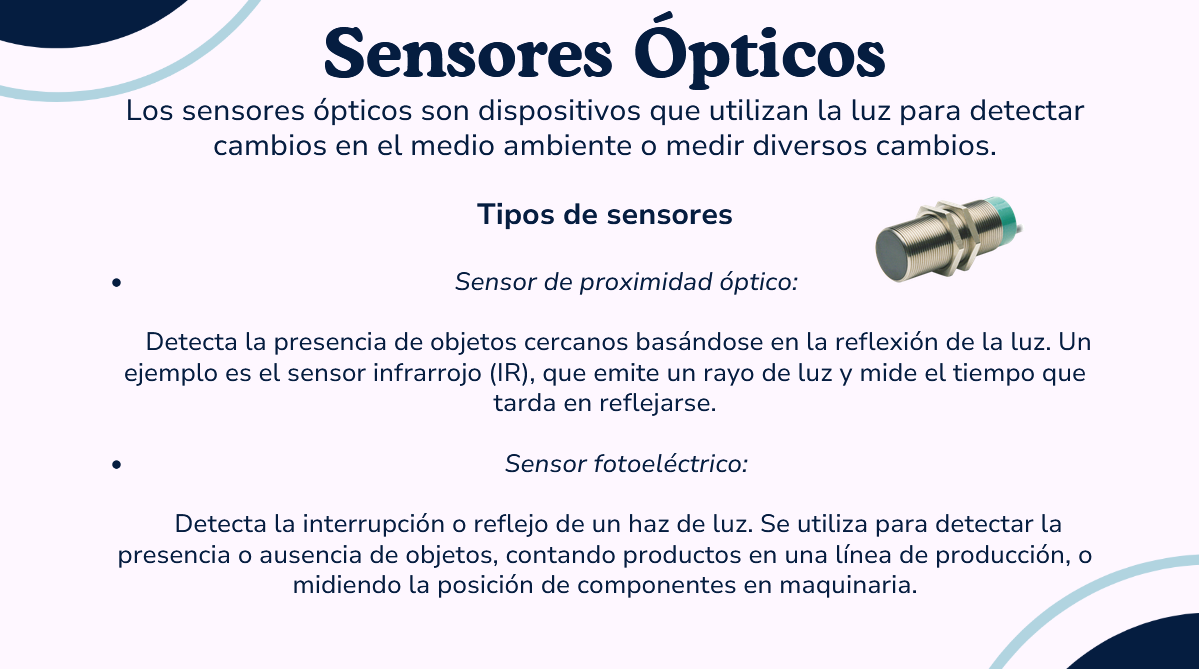 Sensores Ópticos
Los sensores ópticos son dispositivos que utilizan la luz para detectar
cambios en el medio ambiente o medir diversos cambios.
Tipos de sensores
• Sensor de proximidad óptico:
Detecta la presencia de objetos cercanos basándose en la reflexión de la luz. Un
ejemplo es el sensor infrarrojo (IR), que emite un rayo de luz y mide el tiempo que
tarda en reflejarse.
• Sensor fotoeléctrico:
Detecta la interrupción o reflejo de un haz de luz. Se utiliza para detectar la
presencia o ausencia de objetos, contando productos en una línea de producción, o
midiendo la posición de componentes en maquinaria.